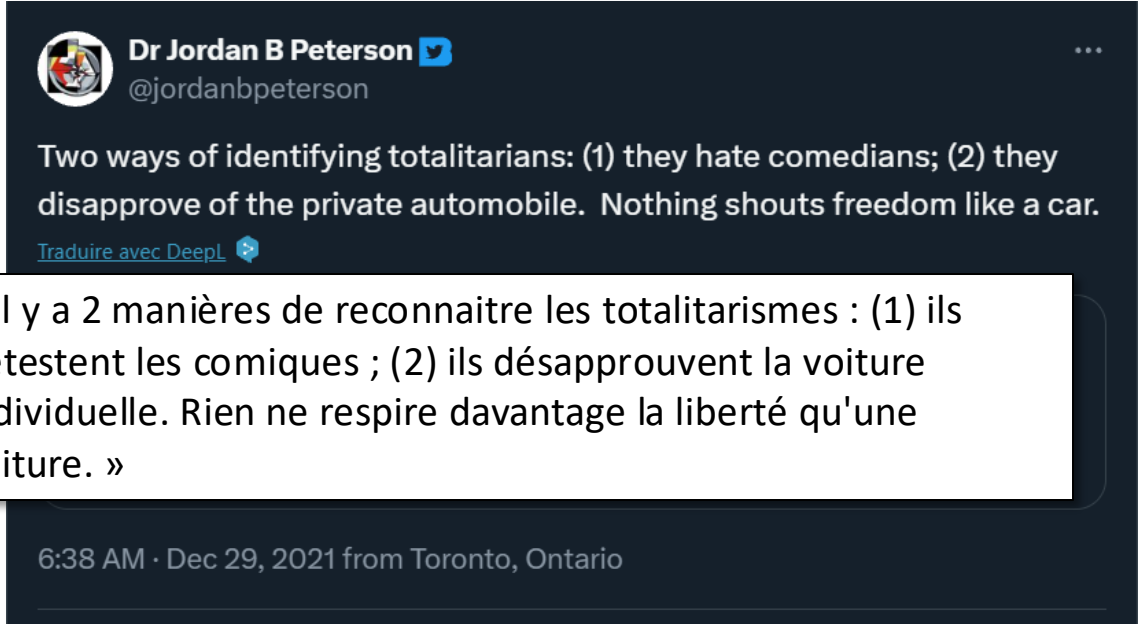 Dr Jordan B Peterson
@jordanbpeterson
Two ways of identifying totalitarians: (1) they hate comedians; (2) they
disapprove of the private automobile. Nothing shouts freedom like a car.
Traduire avec DeepL
l y a 2 manières de reconnaitre les totalitarismes : (1) ils
testent les comiques ; (2) ils désapprouvent la voiture
dividuelle. Rien ne respire davantage la liberté qu'une
iture. »
6:38 AM · Dec 29, 2021 from Toronto, Ontario